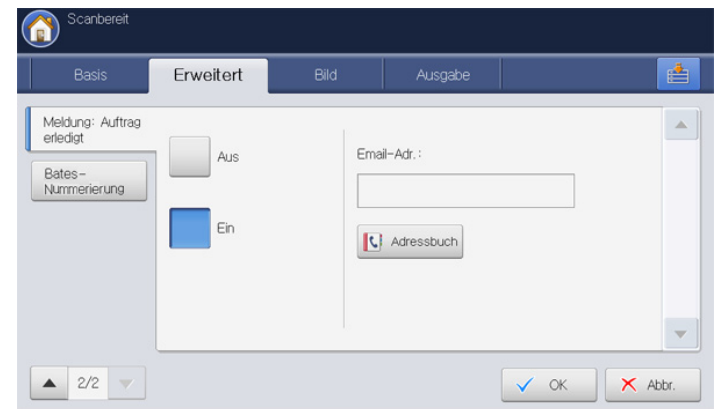 Scanbereit
Basis
Erweitert
Bild
Ausgabe
Meldung: Auftrag
erledigt
Bates-
Nummerierung
Aus
Ein
Email-Adr.:
Adressbuch
2/2
OK
Abbr.